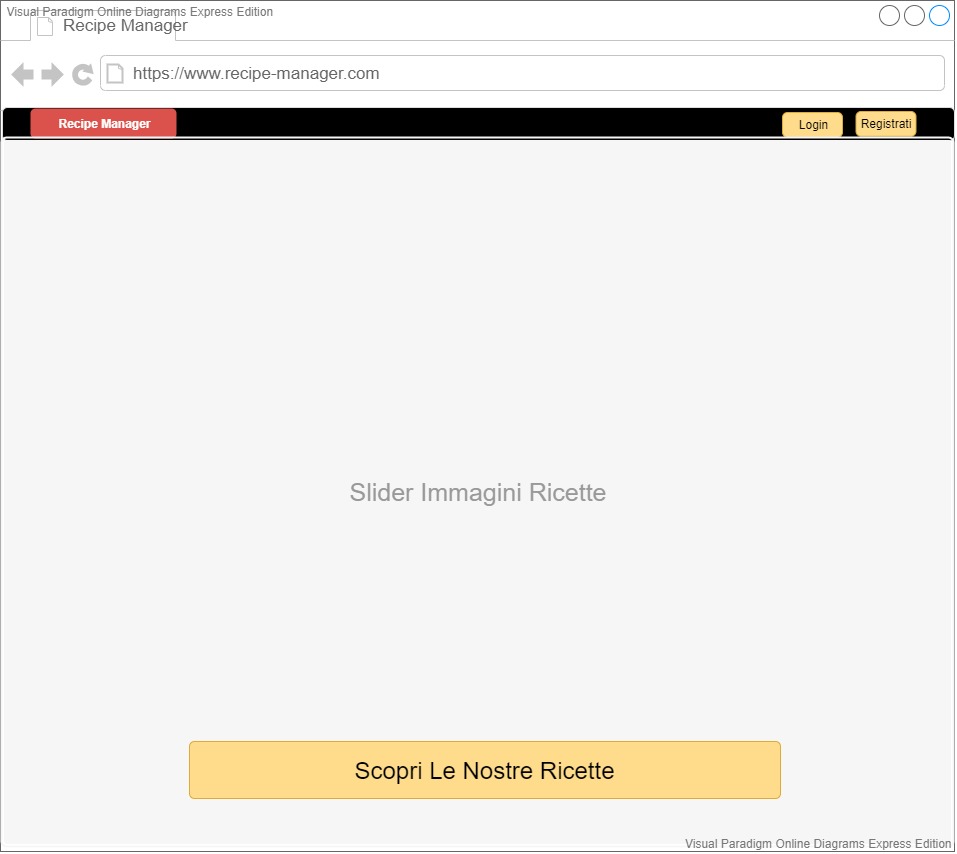 Visual Paradigm Online Diagrams Express Edition
Recipe Manager
https://www.recipe-manager.com
Recipe Manager
Login
Registrati
Slider Immagini Ricette
Scopri Le Nostre Ricette
Visual Paradigm Online Diagrams Express Edition